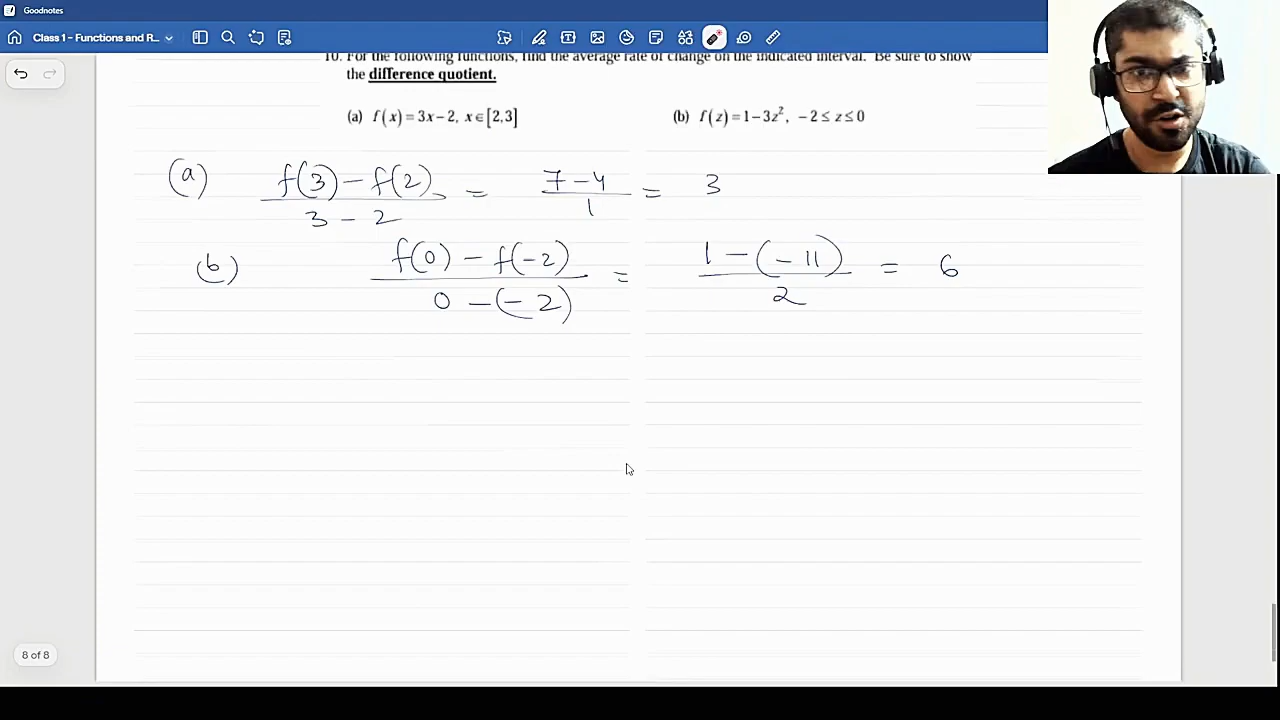 Goodnotes
Class 1 - Functions and R...
10. For the following functions, find the average rate of change on the indicated interval. Be sure to show
the difference quotient.
(a) f(x)=3x−2, x∈[2,3] (b) f(z)=1−3z², −2≤z≤0
(a) f(3)−f(2) / 3−2 = 7−4 / 1 = 3
(b) f(0)−f(−2) / 0−(−2) = 1−(−11) / 2 = 6
8 of 8